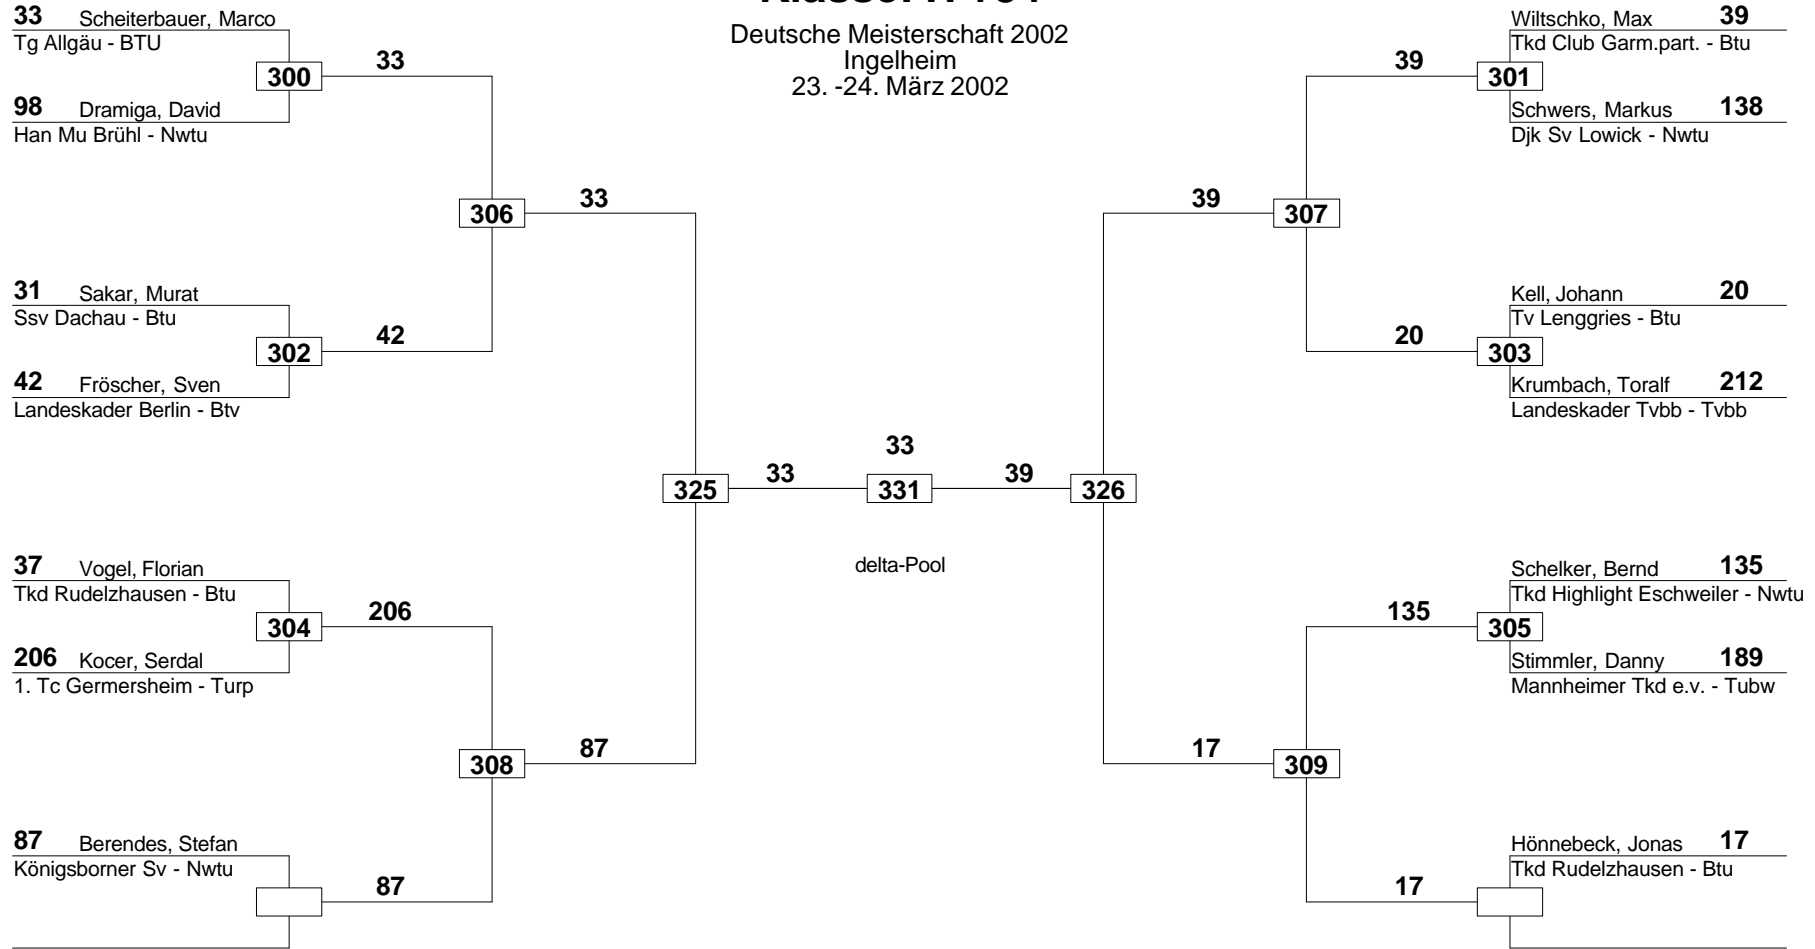 Deutsche Meisterschaft 2002
Ingelheim
23. -24. März 2002
33 Scheiterbauer, Marco
Tg Allgäu - BTU
300
33
98 Dramiga, David
Han Mu Brühl - Nwtu
306
33
31 Sakar, Murat
Ssv Dachau - Btu
302
42
42 Fröscher, Sven
Landeskader Berlin - Btv
325
33
37 Vogel, Florian
Tkd Rudelzhausen - Btu
304
206
206 Kocer, Serdal
1. Tc Germersheim - Turp
308
87
87 Berendes, Stefan
Königsborner Sv - Nwtu
87
33
331
delta-Pool
Wiltschko, Max 39
Tkd Club Garm.part. - Btu
39
301
Schwers, Markus 138
Djk Sv Lowick - Nwtu
39
307
Kell, Johann 20
Tv Lenggries - Btu
20
303
Krumbach, Toralf 212
Landeskader Tvbb - Tvbb
39
326
Schelker, Bernd 135
Tkd Highlight Eschweiler - Nwtu
135
305
Stimmler, Danny 189
Mannheimer Tkd e.v. - Tubw
17
309
Hönnebeck, Jonas 17
Tkd Rudelzhausen - Btu
17